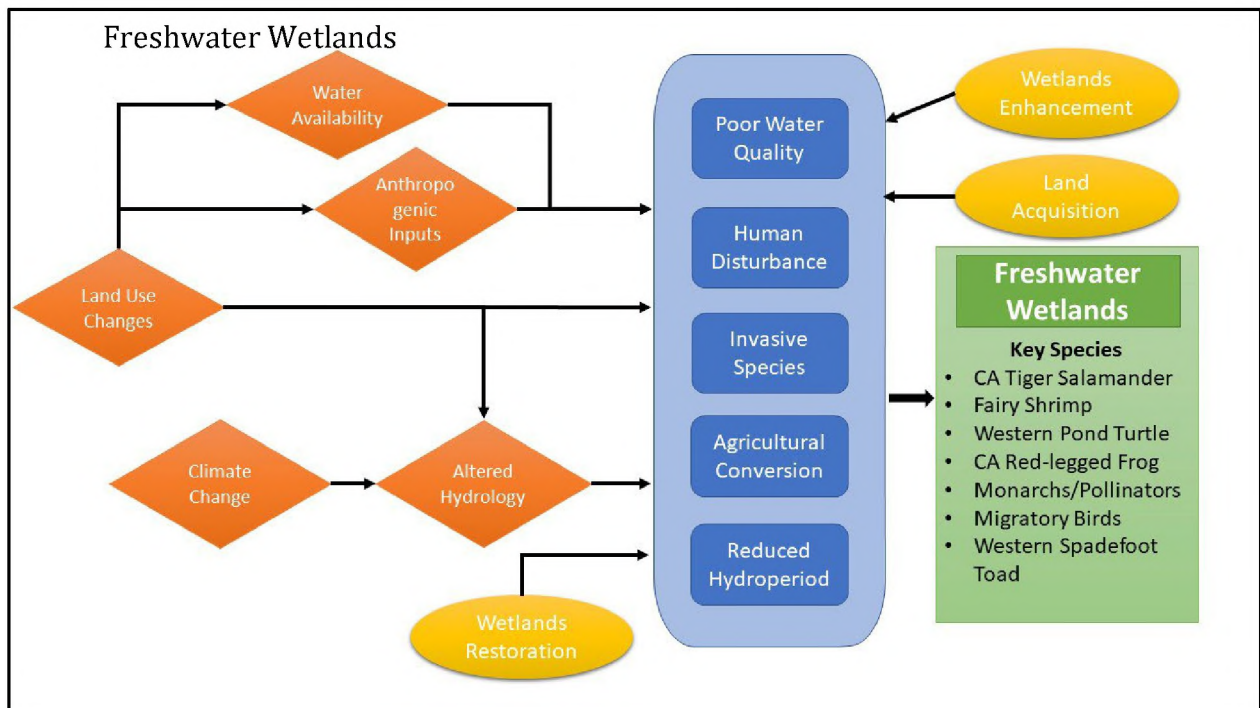 Freshwater Wetlands
Water
Availability
Anthropo
genic
Inputs
Land Use
Changes
Climate
Change
Altered
Hydrology
Wetlands
Restoration
Poor Water
Quality
Human
Disturbance
Invasive
Species
Agricultural
Conversion
Reduced
Hydroperiod
Wetlands
Enhancement
Land
Acquisition
Freshwater
Wetlands
Key Species
• CA Tiger Salamander
• Fairy Shrimp
• Western Pond Turtle
• CA Red-legged Frog
• Monarchs/Pollinators
• Migratory Birds
• Western Spadefoot
Toad